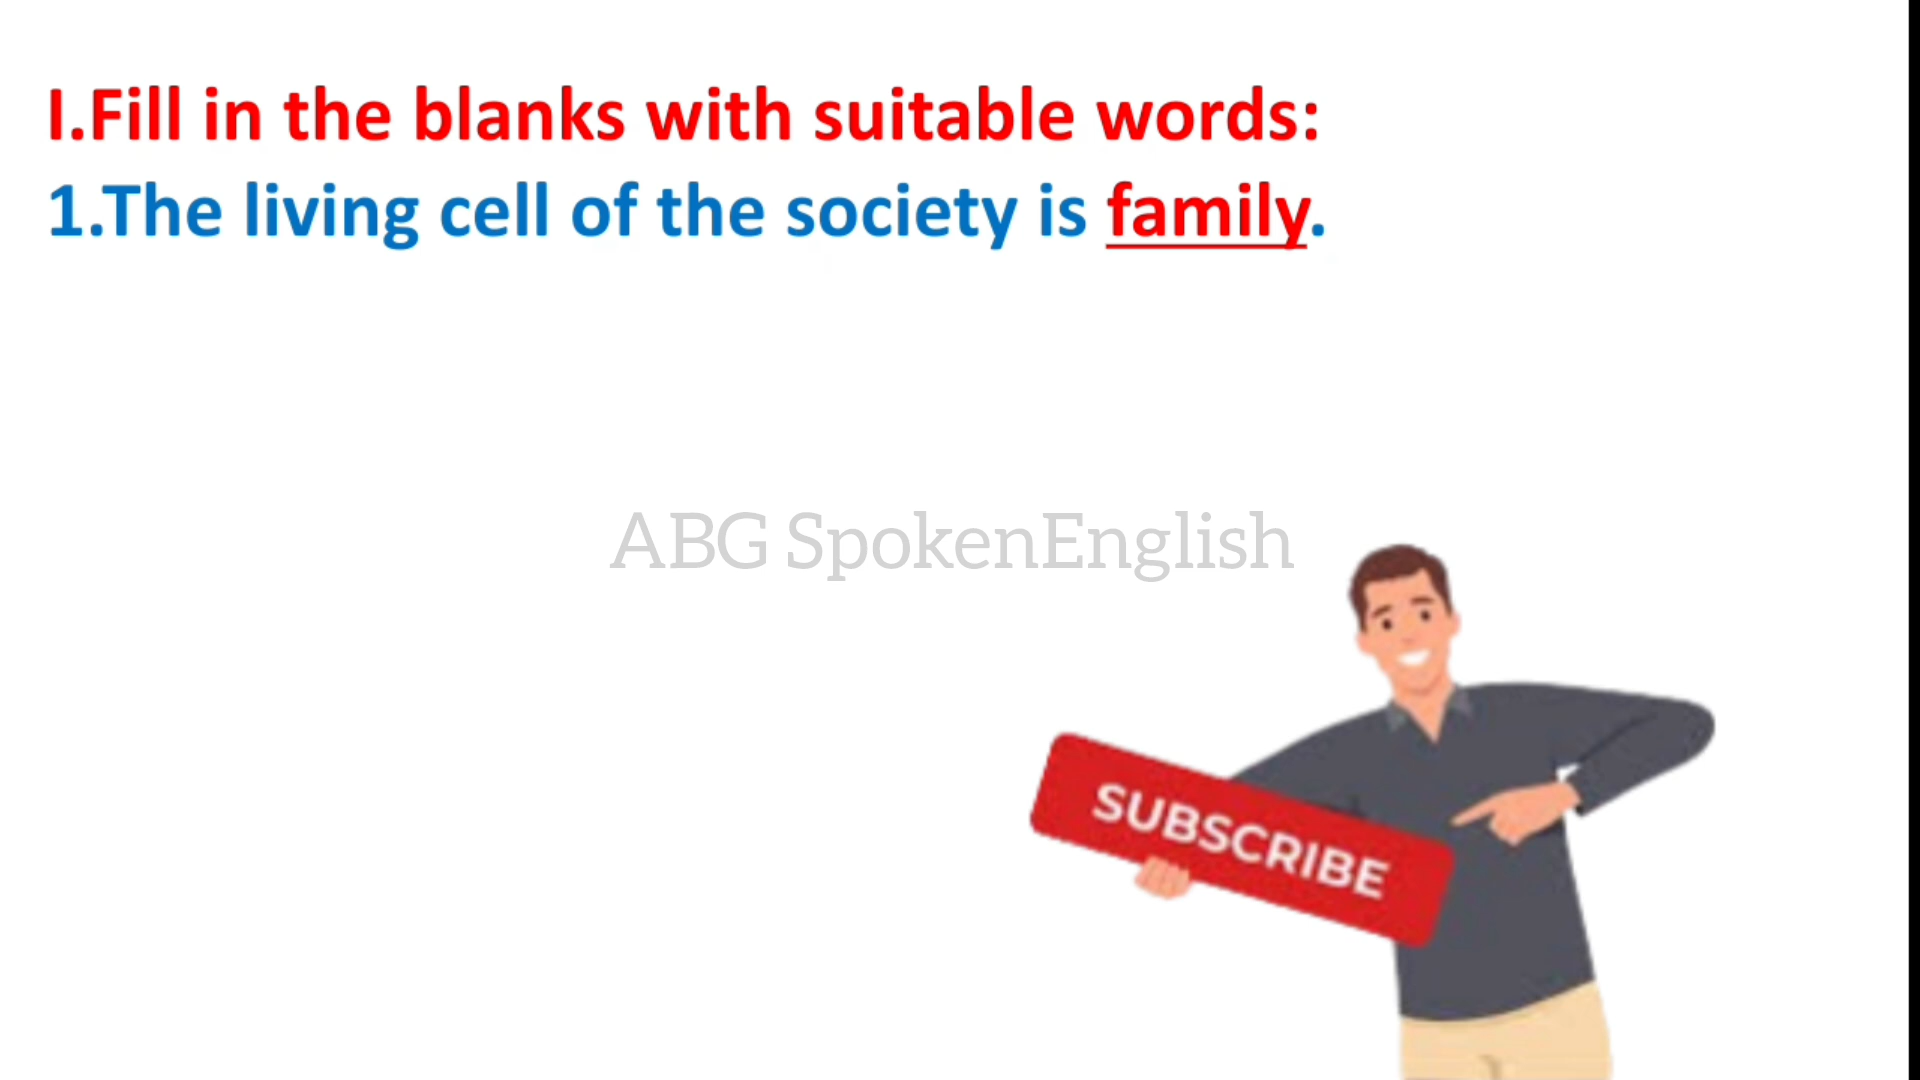 I.Fill in the blanks with suitable words:
1.The living cell of the society is family.
ABG SpokenEnglish
SUBSCRIBE